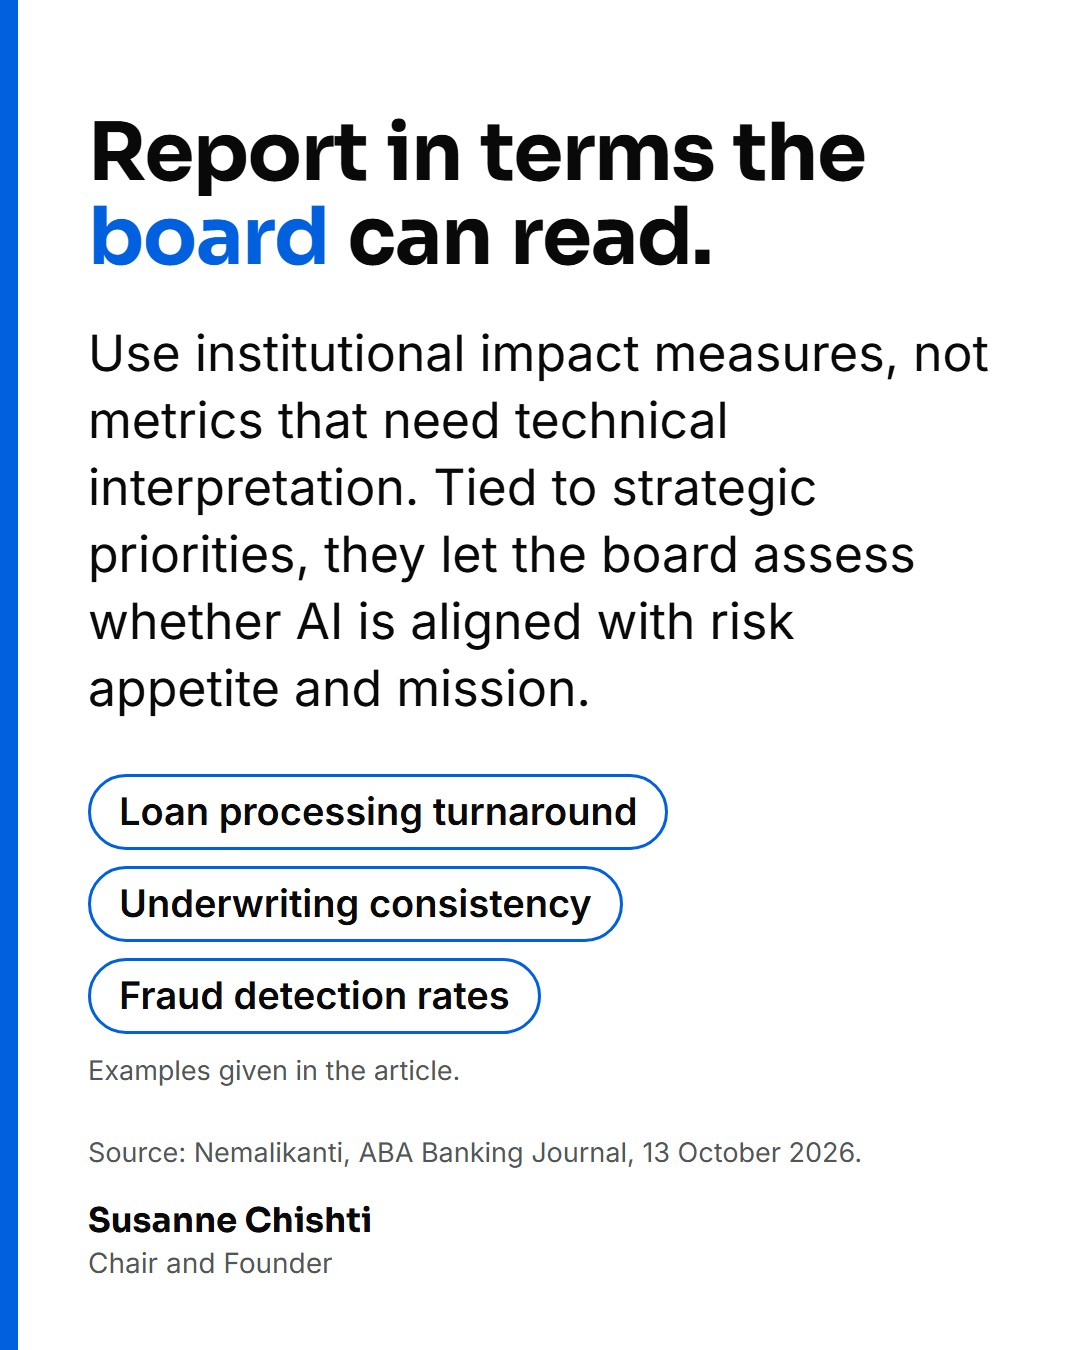 Report in terms the
board can read.
Use institutional impact measures, not
metrics that need technical
interpretation. Tied to strategic
priorities, they let the board assess
whether AI is aligned with risk
appetite and mission.
Loan processing turnaround
Underwriting consistency
Fraud detection rates
Examples given in the article.
Source: Nemalikanti, ABA Banking Journal, 13 October 2026.
Susanne Chishti
Chair and Founder